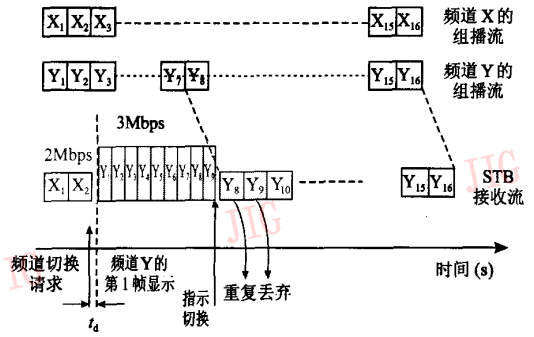 X1 X2 X3 X15 X16 频道 X 的
组播流
Y1 Y2 Y3 Y7 Y8 Y15 Y16 频道 Y 的
组播流
3Mbps
2Mbps
X1 X2 Y1 Y2 Y3 Y4 Y5 Y6 Y7 Y8 Y9 Y8 Y9 Y10 Y15 Y16 STB
接收流
JIG
JIG
时间 (s)
频道切换
请求
频道Y的
第1帧显示
指示
切换
重复丢弃
td